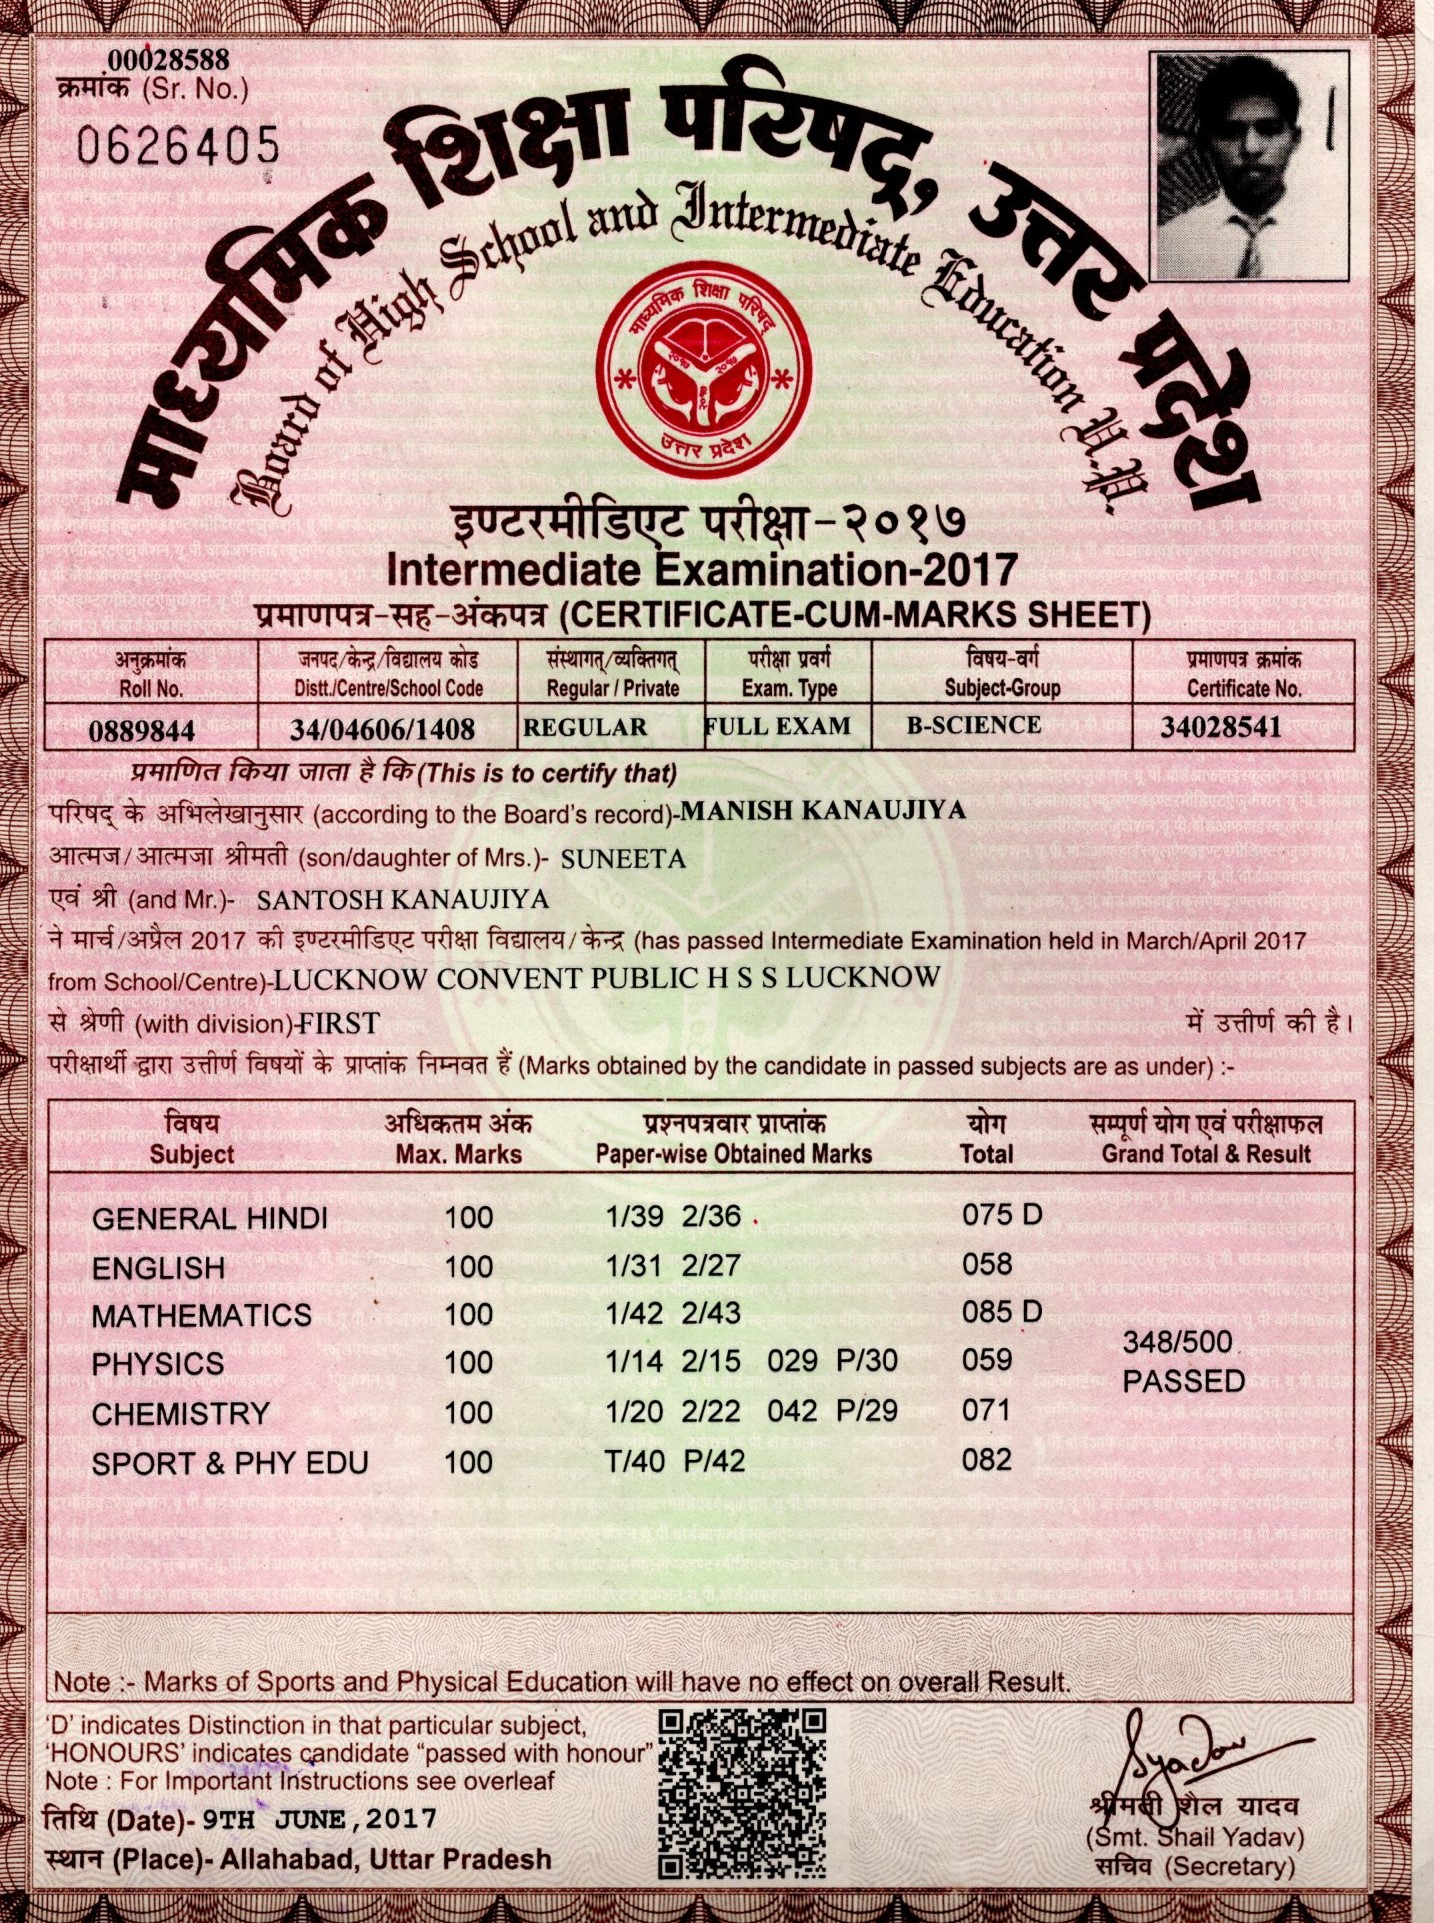 00028588
क्रमांक (Sr. No.)
0626405
माध्यमिक शिक्षा परिषद्, उत्तर प्रदेश
Board of High School and Intermediate Education U.P.
माध्यमिक शिक्षा परिषद्
२०१७ २०१७
२०१७
उत्तर प्रदेश
इण्टरमीडिएट परीक्षा-२०१७
Intermediate Examination-2017
प्रमाणपत्र-सह-अंकपत्र (CERTIFICATE-CUM-MARKS SHEET)
अनुक्रमांक जनपद/केन्द्र/विद्यालय कोड संस्थागत्/व्यक्तिगत् परीक्षा प्रवर्ग विषय-वर्ग प्रमाणपत्र क्रमांक
Roll No. Distt./Centre/School Code Regular / Private Exam. Type Subject-Group Certificate No.
0889844 34/04606/1408 REGULAR FULL EXAM B-SCIENCE 34028541
प्रमाणित किया जाता है कि (This is to certify that)
परिषद् के अभिलेखानुसार (according to the Board's record)-MANISH KANAUJIYA
आत्मज/आत्मजा श्रीमती (son/daughter of Mrs.)- SUNEETA
एवं श्री (and Mr.)- SANTOSH KANAUJIYA
ने मार्च/अप्रैल 2017 की इण्टरमीडिएट परीक्षा विद्यालय/केन्द्र (has passed Intermediate Examination held in March/April 2017
from School/Centre)-LUCKNOW CONVENT PUBLIC H S S LUCKNOW
से श्रेणी (with division)-FIRST में उत्तीर्ण की है।
परीक्षार्थी द्वारा उत्तीर्ण विषयों के प्राप्तांक निम्नवत हैं (Marks obtained by the candidate in passed subjects are as under) :-
विषय अधिकतम अंक प्रश्नपत्रवार प्राप्तांक योग सम्पूर्ण योग एवं परीक्षाफल
Subject Max. Marks Paper-wise Obtained Marks Total Grand Total & Result
GENERAL HINDI 100 1/39 2/36 075 D
ENGLISH 100 1/31 2/27 058
MATHEMATICS 100 1/42 2/43 085 D
348/500
PHYSICS 100 1/14 2/15 029 P/30 059
PASSED
CHEMISTRY 100 1/20 2/22 042 P/29 071
SPORT & PHY EDU 100 T/40 P/42 082
Note :- Marks of Sports and Physical Education will have no effect on overall Result.
'D' indicates Distinction in that particular subject,
'HONOURS' indicates candidate "passed with honour"
Note : For Important Instructions see overleaf
तिथि (Date)- 9TH JUNE,2017
स्थान (Place)- Allahabad, Uttar Pradesh
Syadav
श्रीमती शैल यादव
(Smt. Shail Yadav)
सचिव (Secretary)